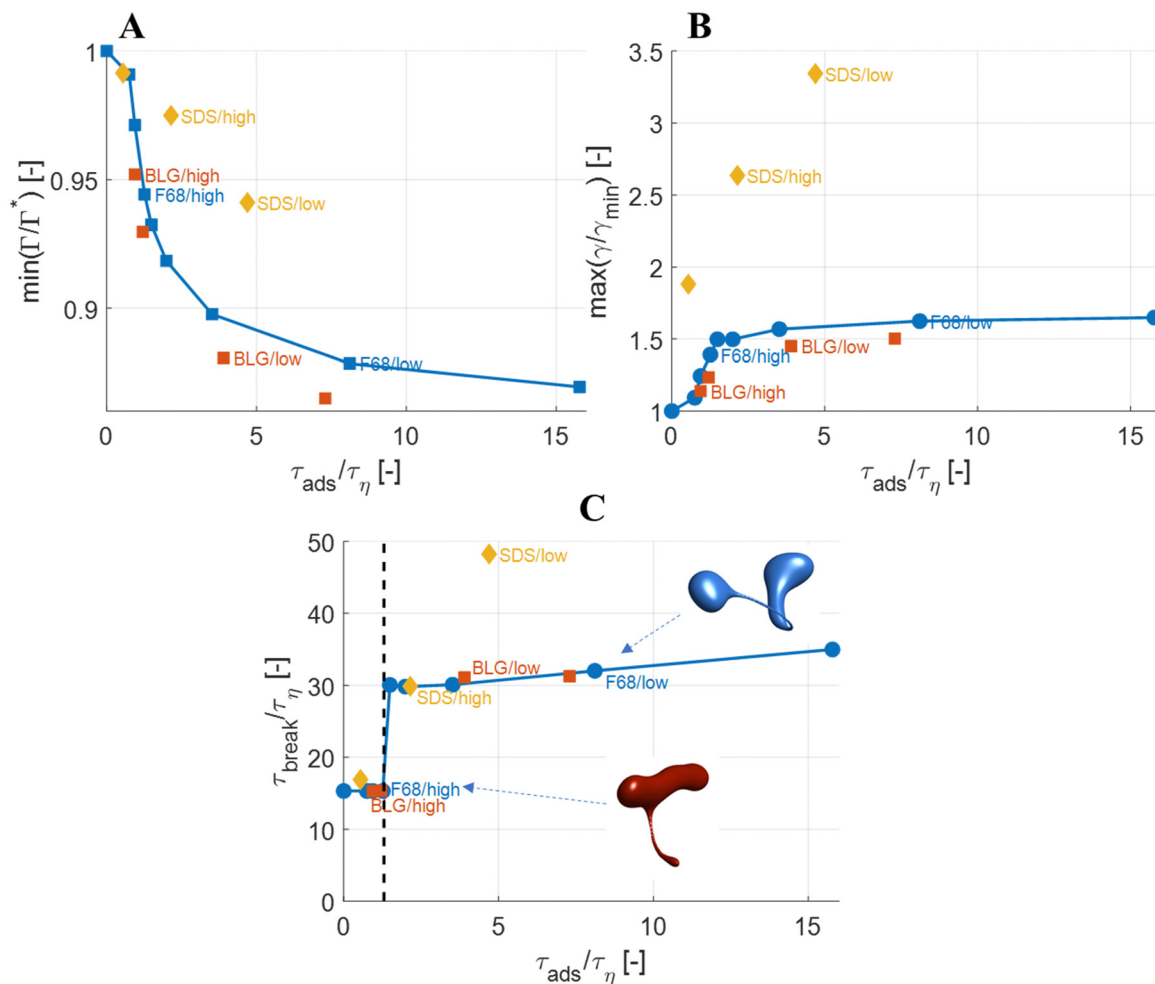 A
1
0.95
0.9
min(Γ/Γ*) [-]
SDS/high
BLG/high
F68/high
SDS/low
BLG/low
F68/low
0 5 10 15
τads/τη [-]
B
3.5
3
2.5
2
1.5
1
max(γ/γmin) [-]
SDS/low
SDS/high
F68/low
F68/high
BLG/low
BLG/high
0 5 10 15
τads/τη [-]
C
50
40
30
20
10
0
τbreak/τη [-]
SDS/low
BLG/low
SDS/high
F68/low
F68/high
BLG/high
0 5 10 15
τads/τη [-]